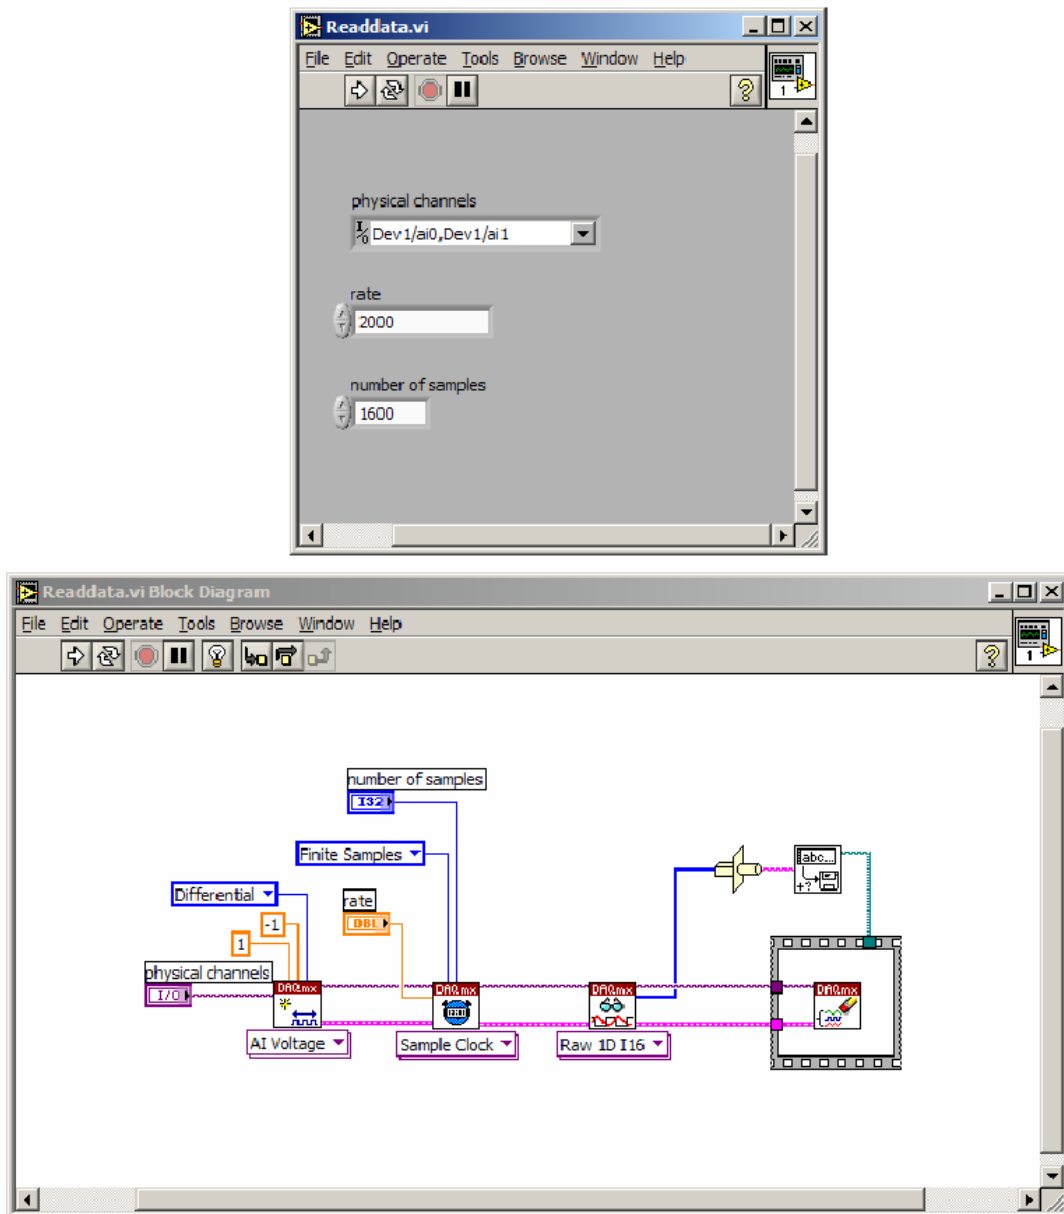 Readdata.vi
File Edit Operate Tools Browse Window Help
1
physical channels
I/0 Dev1/ai0,Dev1/ai1
rate
2000
number of samples
1600
Readdata.vi Block Diagram
File Edit Operate Tools Browse Window Help
1
number of samples
I32
Finite Samples
abc...
+?
Differential
rate
-1
DBL
1
physical channels
I/O
DAQmx DAQmx DAQmx DAQmx
AI Voltage Sample Clock Raw 1D I16